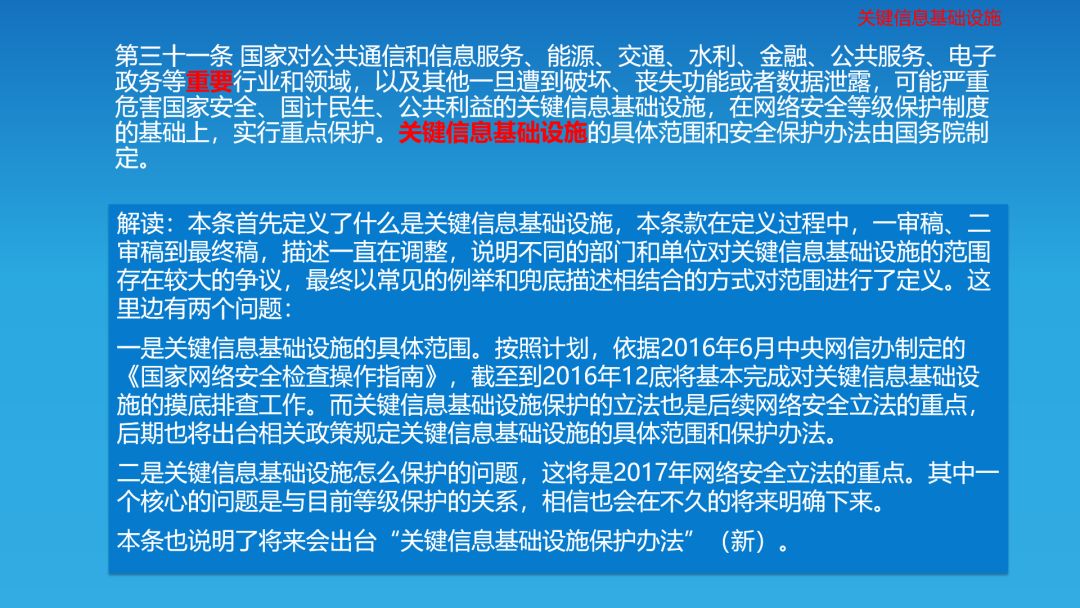 关键信息基础设施
第三十一条 国家对公共通信和信息服务、能源、交通、水利、金融、公共服务、电子
政务等重要行业和领域，以及其他一旦遭到破坏、丧失功能或者数据泄露，可能严重
危害国家安全、国计民生、公共利益的关键信息基础设施，在网络安全等级保护制度
的基础上，实行重点保护。关键信息基础设施的具体范围和安全保护办法由国务院制
定。
解读：本条首先定义了什么是关键信息基础设施，本条款在定义过程中，一审稿、二
审稿到最终稿，描述一直在调整，说明不同的部门和单位对关键信息基础设施的范围
存在较大的争议，最终以常见的例举和兜底描述相结合的方式对范围进行了定义。这
里边有两个问题：
一是关键信息基础设施的具体范围。按照计划，依据2016年6月中央网信办制定的
《国家网络安全检查操作指南》，截至到2016年12底将基本完成对关键信息基础设
施的摸底排查工作。而关键信息基础设施保护的立法也是后续网络安全立法的重点，
后期也将出台相关政策规定关键信息基础设施的具体范围和保护办法。
二是关键信息基础设施怎么保护的问题，这将是2017年网络安全立法的重点。其中一
个核心的问题是与目前等级保护的关系，相信也会在不久的将来明确下来。
本条也说明了将来会出台“关键信息基础设施保护办法”（新）。